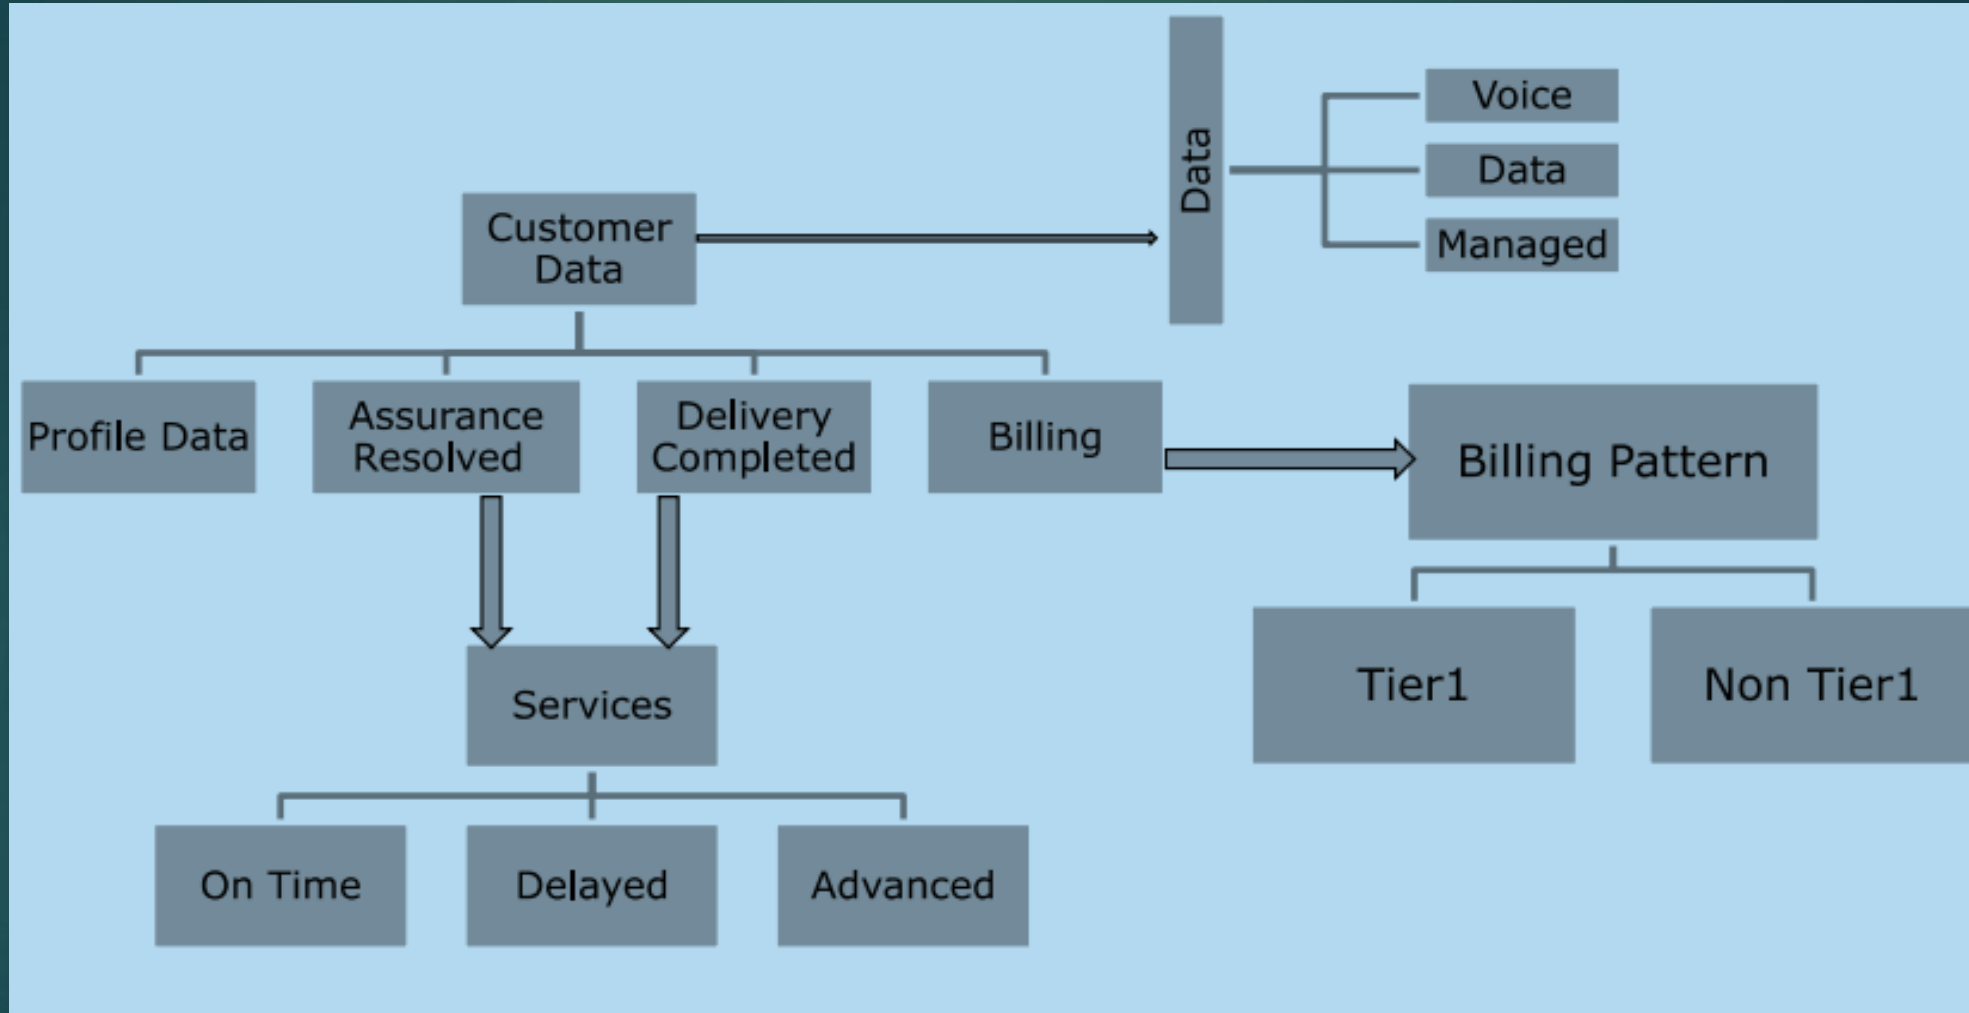 Voice
Data
Data
Managed
Customer
Data
Profile Data
Assurance
Resolved
Delivery
Completed
Billing
Billing Pattern
Services
Tier1
Non Tier1
On Time
Delayed
Advanced